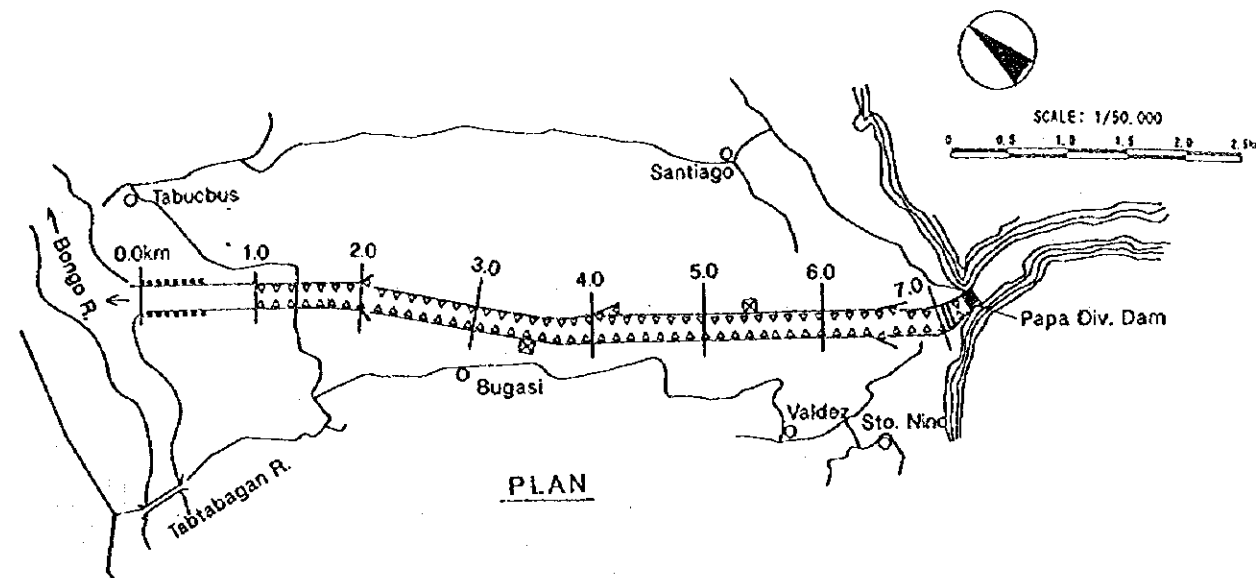 SCALE: 1/50.000
0 0.5 1.0 1.5 2.0 2.5k
Santiago
Tabucbus
Bongo R.
0.0km 1.0 2.0 3.0 4.0 5.0 6.0 7.0
Papa Div. Dam
Bugasi
Valdez
Sto. Nino
Tabtabagan R.
PLAN